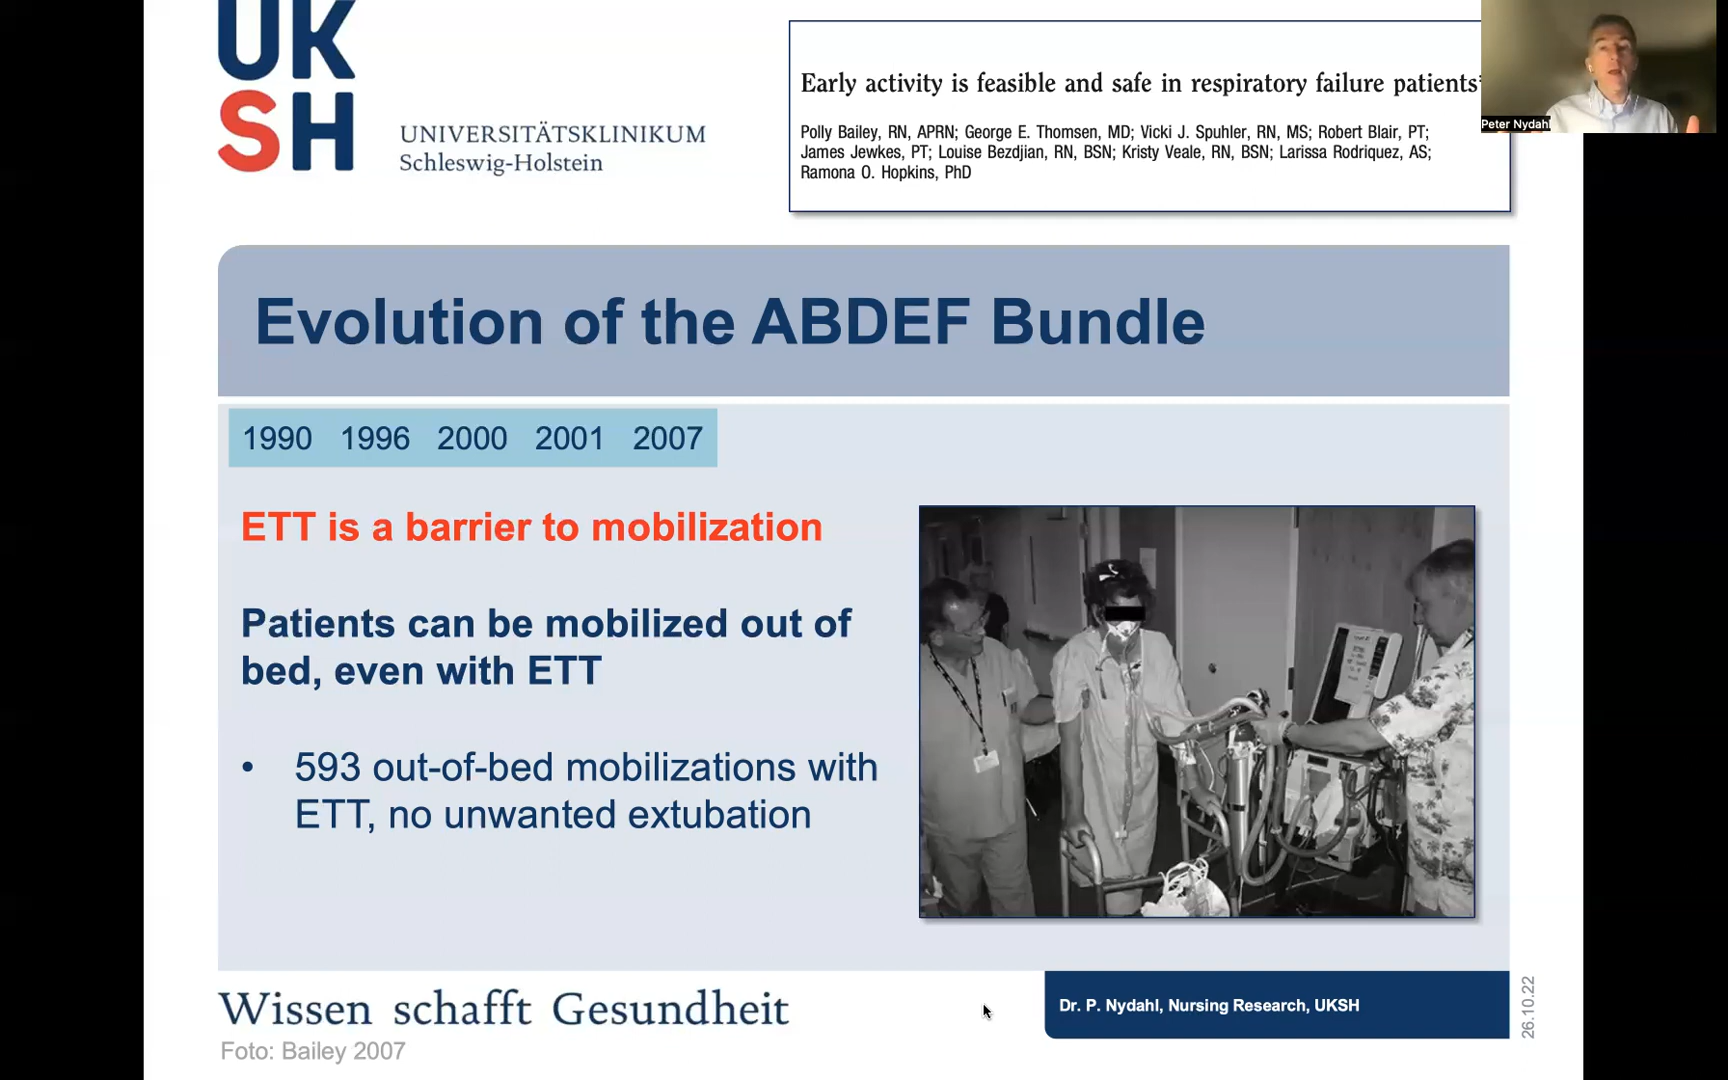 UK
SH
UNIVERSITÄTSKLINIKUM
Schleswig-Holstein
Early activity is feasible and safe in respiratory failure patients*
Polly Bailey, RN, APRN; George E. Thomsen, MD; Vicki J. Spuhler, RN, MS; Robert Blair, PT;
James Jewkes, PT; Louise Bezdjian, RN, BSN; Kristy Veale, RN, BSN; Larissa Rodriquez, AS;
Ramona O. Hopkins, PhD
Peter Nydahl
Evolution of the ABDEF Bundle
1990 1996 2000 2001 2007
ETT is a barrier to mobilization
Patients can be mobilized out of
bed, even with ETT
• 593 out-of-bed mobilizations with
ETT, no unwanted extubation
Wissen schafft Gesundheit
Foto: Bailey 2007
Dr. P. Nydahl, Nursing Research, UKSH
26.10.22